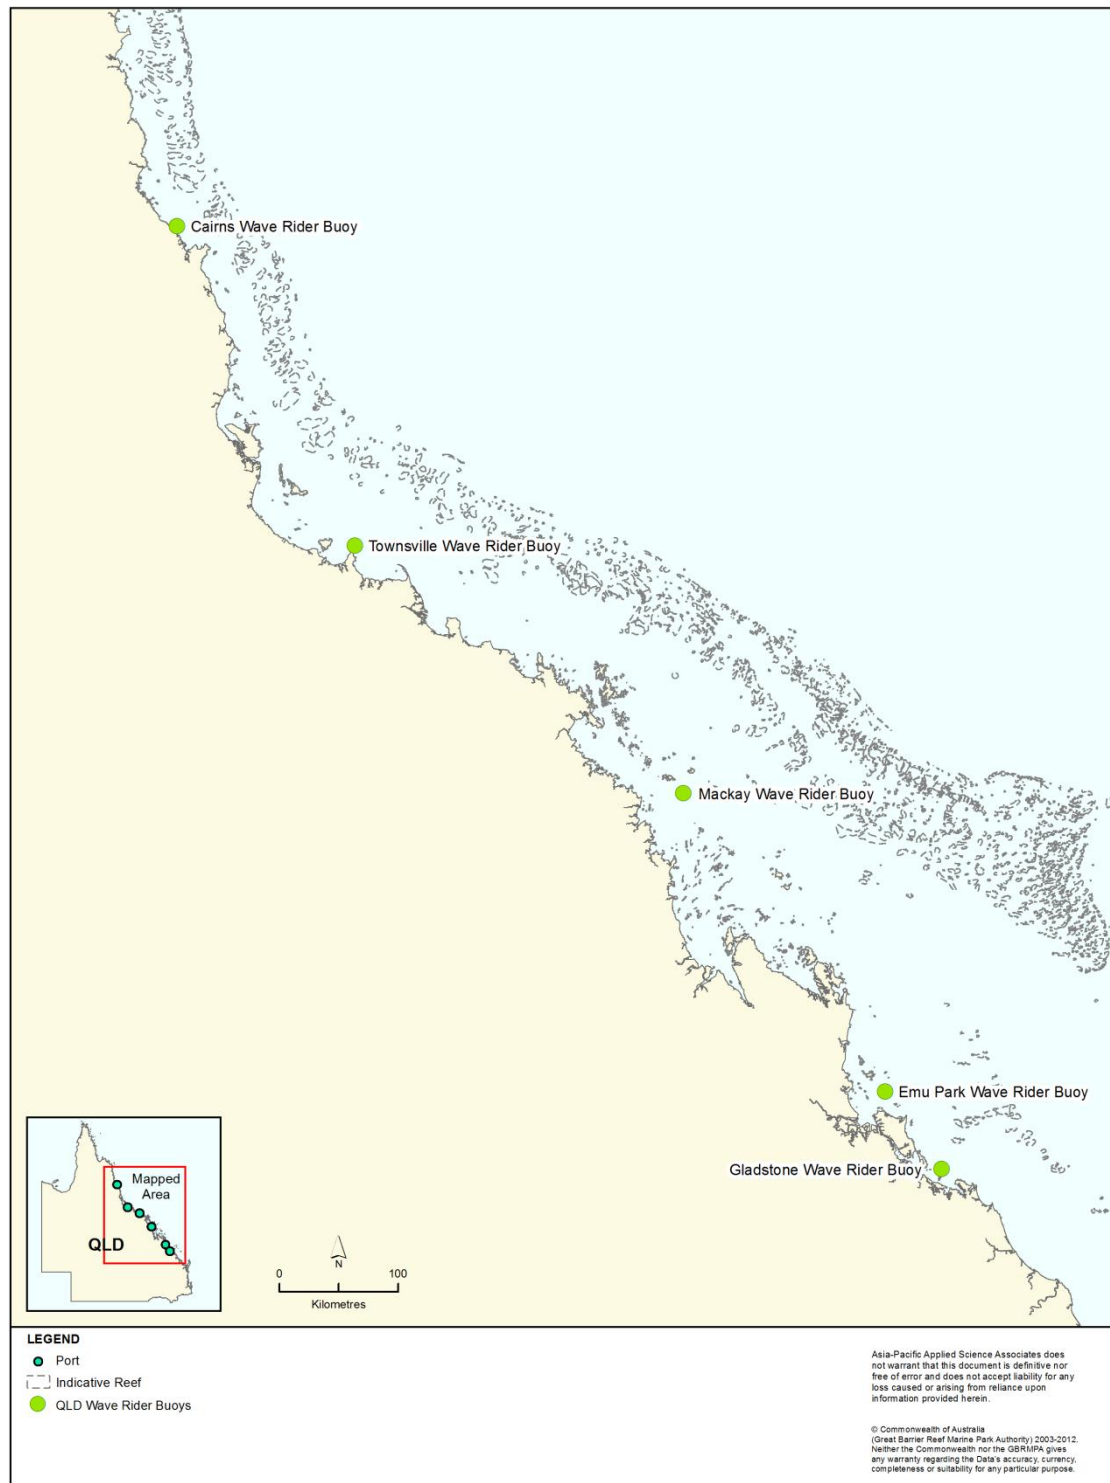 Cairns Wave Rider Buoy
Townsville Wave Rider Buoy
Mackay Wave Rider Buoy
Emu Park Wave Rider Buoy
Gladstone Wave Rider Buoy
Mapped
Area
QLD
N
0 100
Kilometres
LEGEND
Port
Indicative Reef
QLD Wave Rider Buoys
Asia-Pacific Applied Science Associates does
not warrant that this document is definitive nor
free of error and does not accept liability for any
loss caused or arising from reliance upon
information provided herein.
© Commonwealth of Australia
(Great Barrier Reef Marine Park Authority) 2003-2012.
Neither the Commonwealth nor the GBRMPA gives
any warranty regarding the Data's accuracy, currency,
completeness or suitability for any particular purpose.